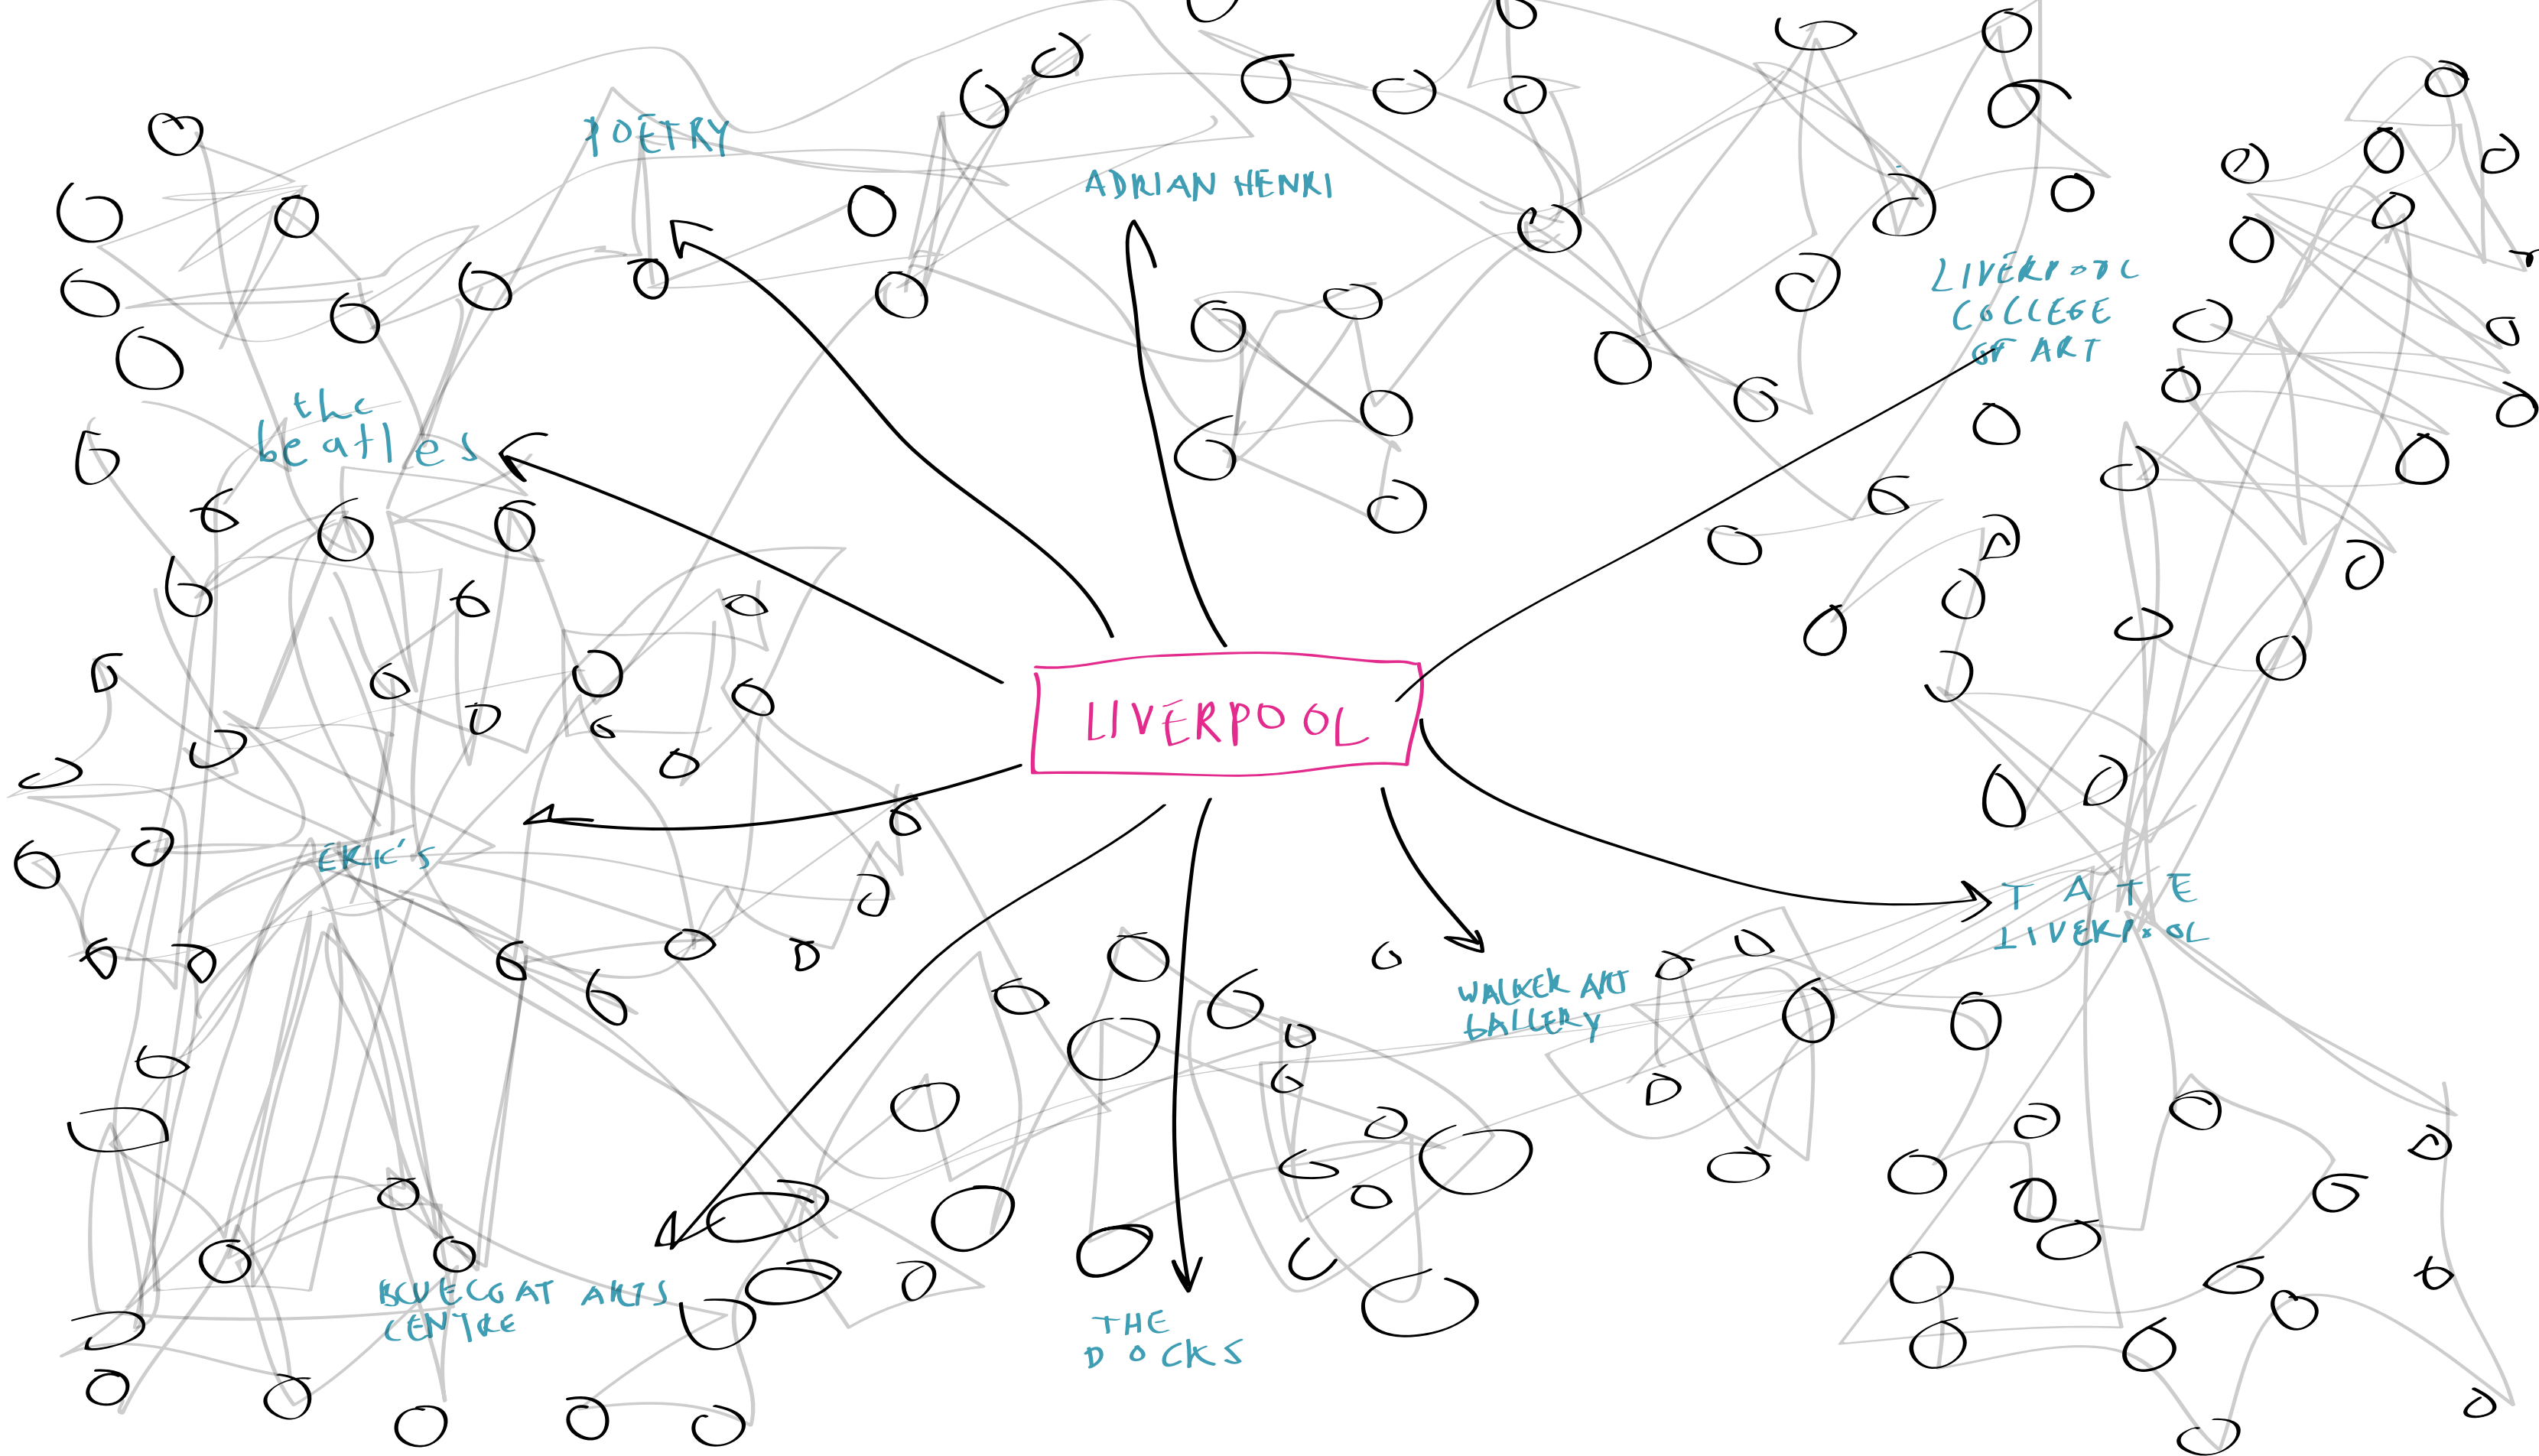 POETRY
ADRIAN HENRI
LIVERPOOL
COLLEGE
OF ART
the
beatles
LIVERPOOL
ERIC'S
TATE
LIVERPOOL
WALKER ART
GALLERY
BLUECOAT ARTS
CENTRE
THE
DOCKS